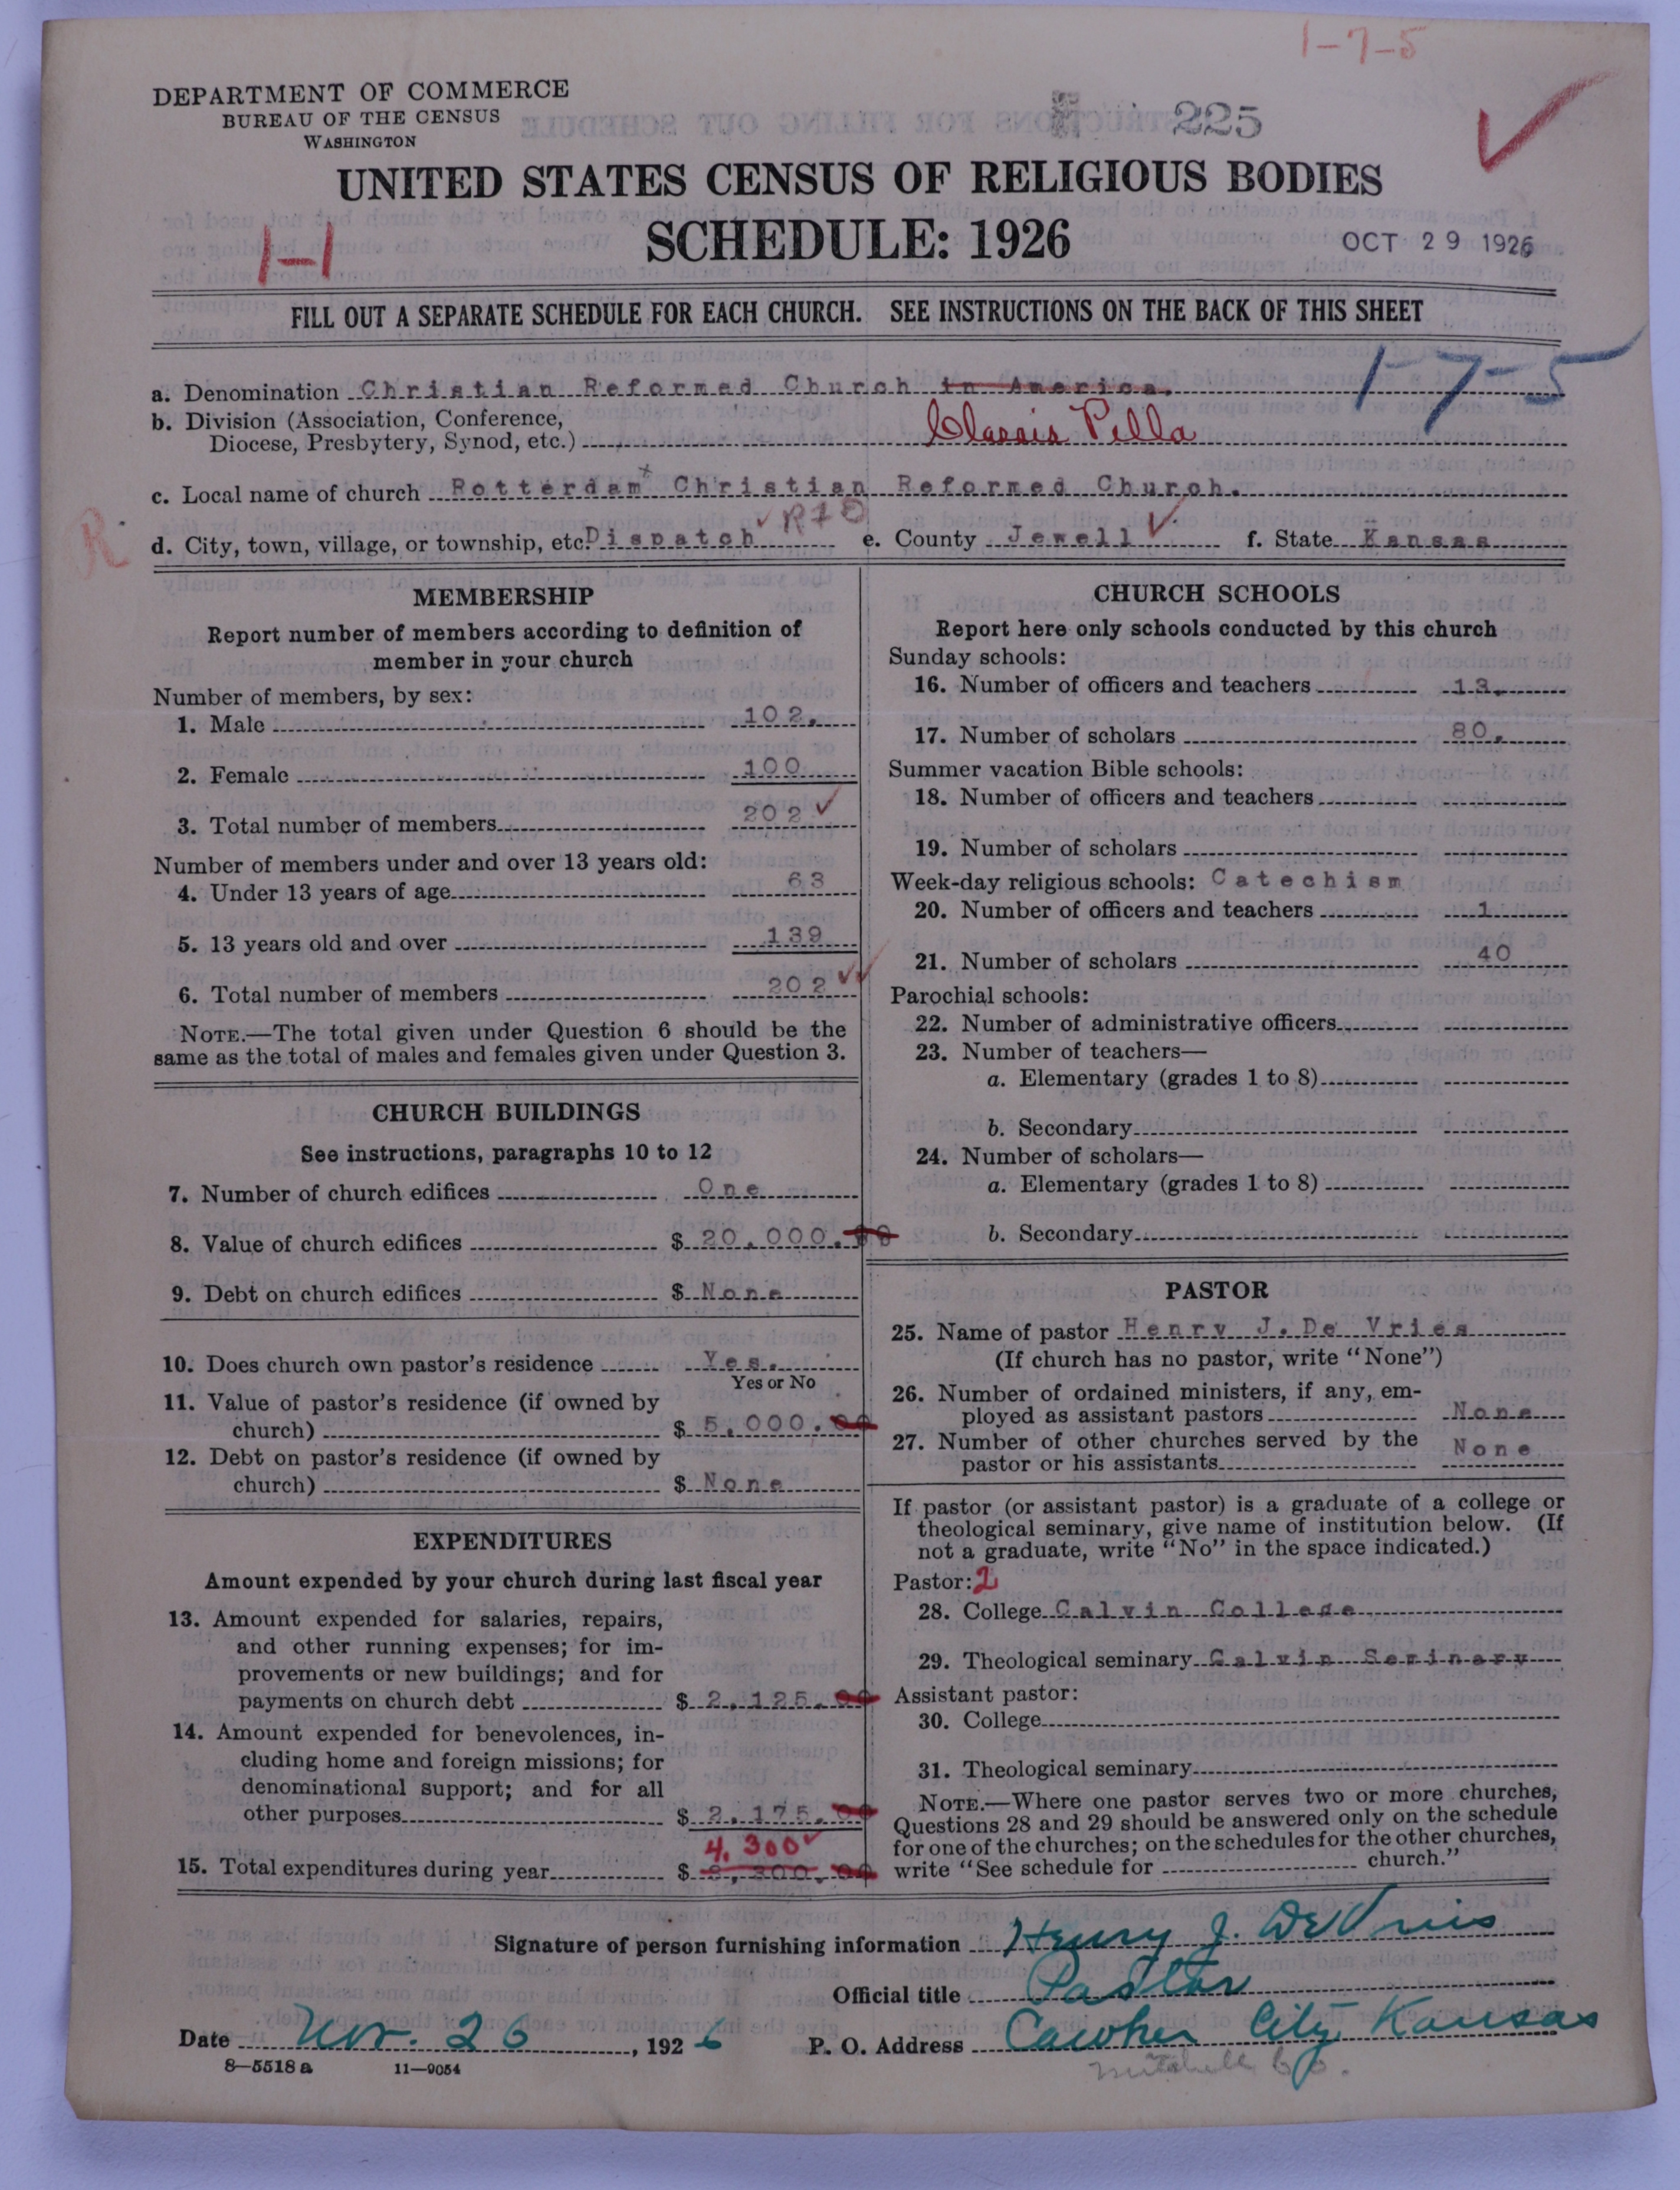 1-7-5
DEPARTMENT OF COMMERCE
BUREAU OF THE CENSUS
WASHINGTON
225
UNITED STATES CENSUS OF RELIGIOUS BODIES
SCHEDULE: 1926
OCT 29 1926
1-1
FILL OUT A SEPARATE SCHEDULE FOR EACH CHURCH. SEE INSTRUCTIONS ON THE BACK OF THIS SHEET
1-7-5
a. Denomination Christian Reformed Church in America.
b. Division (Association, Conference,
Diocese, Presbytery, Synod, etc.) Classis Pella
c. Local name of church Rotterdam + Christian Reformed Church.
R
d. City, town, village, or township, etc. Dispatch e. County Jewell f. State Kansas
MEMBERSHIP
Report number of members according to definition of
member in your church
Number of members, by sex:
1. Male 102.
2. Female 100
3. Total number of members 202
Number of members under and over 13 years old:
4. Under 13 years of age 63
5. 13 years old and over 139
6. Total number of members 202
NOTE.—The total given under Question 6 should be the
same as the total of males and females given under Question 3.
CHURCH BUILDINGS
See instructions, paragraphs 10 to 12
7. Number of church edifices One
8. Value of church edifices $ 20,000.00
9. Debt on church edifices $ None
10. Does church own pastor's residence Yes.
Yes or No
11. Value of pastor's residence (if owned by
church) $ 5,000.00
12. Debt on pastor's residence (if owned by
church) $ None
EXPENDITURES
Amount expended by your church during last fiscal year
13. Amount expended for salaries, repairs,
and other running expenses; for im-
provements or new buildings; and for
payments on church debt $ 2,125.00
14. Amount expended for benevolences, in-
cluding home and foreign missions; for
denominational support; and for all
other purposes $ 2,175.00
4,300
15. Total expenditures during year $
CHURCH SCHOOLS
Report here only schools conducted by this church
Sunday schools:
16. Number of officers and teachers 13.
17. Number of scholars 80.
Summer vacation Bible schools:
18. Number of officers and teachers
19. Number of scholars
Week-day religious schools: Catechism
20. Number of officers and teachers 1
21. Number of scholars 40
Parochial schools:
22. Number of administrative officers
23. Number of teachers—
a. Elementary (grades 1 to 8)
b. Secondary
24. Number of scholars—
a. Elementary (grades 1 to 8)
b. Secondary
PASTOR
25. Name of pastor Henry J. De Vries
(If church has no pastor, write "None")
26. Number of ordained ministers, if any, em-
ployed as assistant pastors None
27. Number of other churches served by the
pastor or his assistants None
If pastor (or assistant pastor) is a graduate of a college or
theological seminary, give name of institution below. (If
not a graduate, write "No" in the space indicated.)
Pastor: 2
28. College Calvin College
29. Theological seminary Calvin Seminary
Assistant pastor:
30. College
31. Theological seminary
NOTE.—Where one pastor serves two or more churches,
Questions 28 and 29 should be answered only on the schedule
for one of the churches; on the schedules for the other churches,
write "See schedule for church."
Signature of person furnishing information Henry J. DeVries
Official title Pastor
Date Nov. 26, 1926 P. O. Address Cawker City Kansas
Mitchell Co.
8—5518a 11—9054